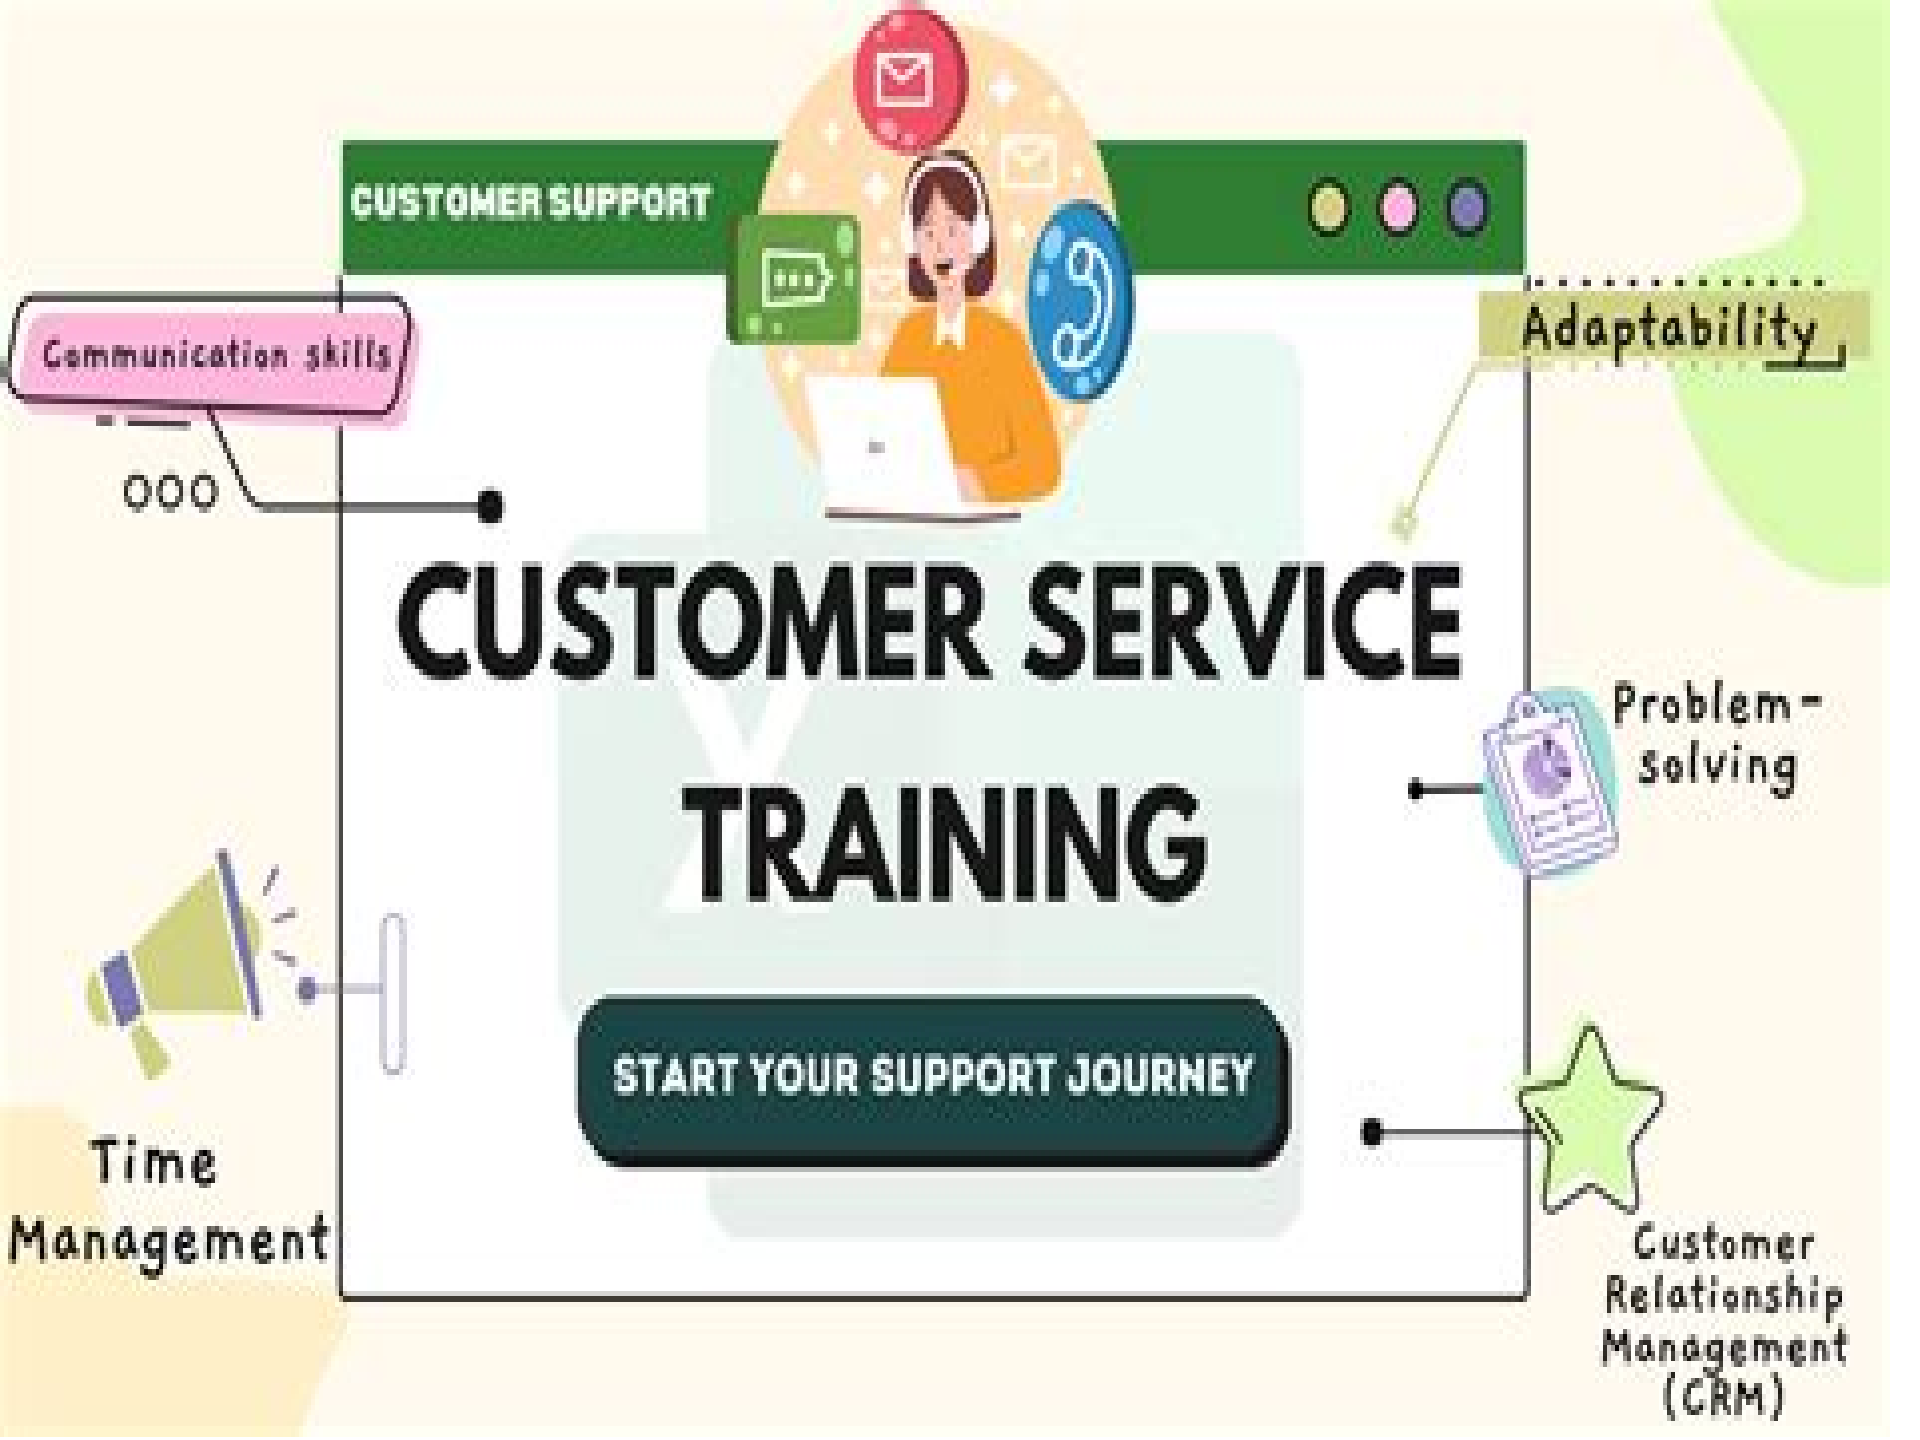 CUSTOMER SUPPORT
Communication skills
Adaptability
CUSTOMER SERVICE
TRAINING
Problem-
solving
START YOUR SUPPORT JOURNEY
Time
Management
Customer
Relationship
Management
(CRM)